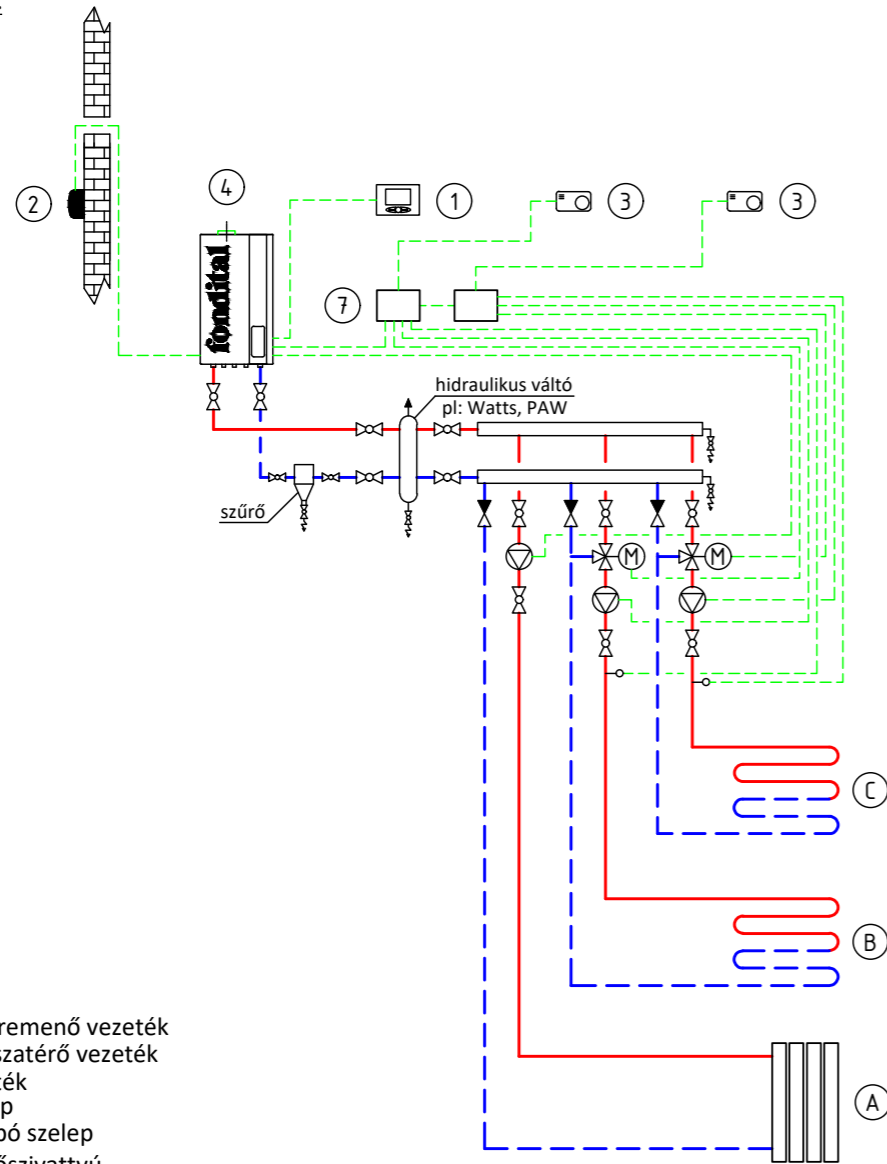 2
4
1
3
3
fondital
7
hidraulikus váltó
pl: Watts, PAW
szűrő
M
M
C
B
A
remenő vezeték
szatérő vezeték
ték
p
pó szelep